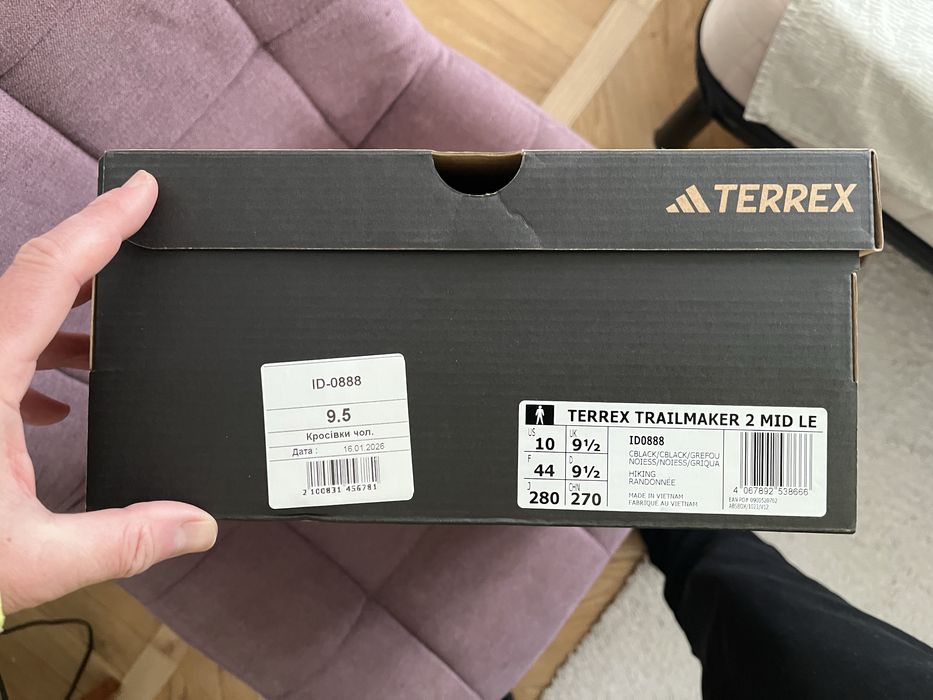 TERREX
ID-0888
9.5
Кросівки чол.
Дата : 16.01.2026
2 100831 456781
TERREX TRAILMAKER 2 MID LE
US 10 UK 9½
F 44 D 9½
J 280 CHN 270
ID0888
CBLACK/CBLACK/GREFOU
NOIESS/NOIESS/GRIQUA
HIKING
RANDONNÉE
MADE IN VIETNAM
FABRIQUÉ AU VIETNAM
4 067892 538666